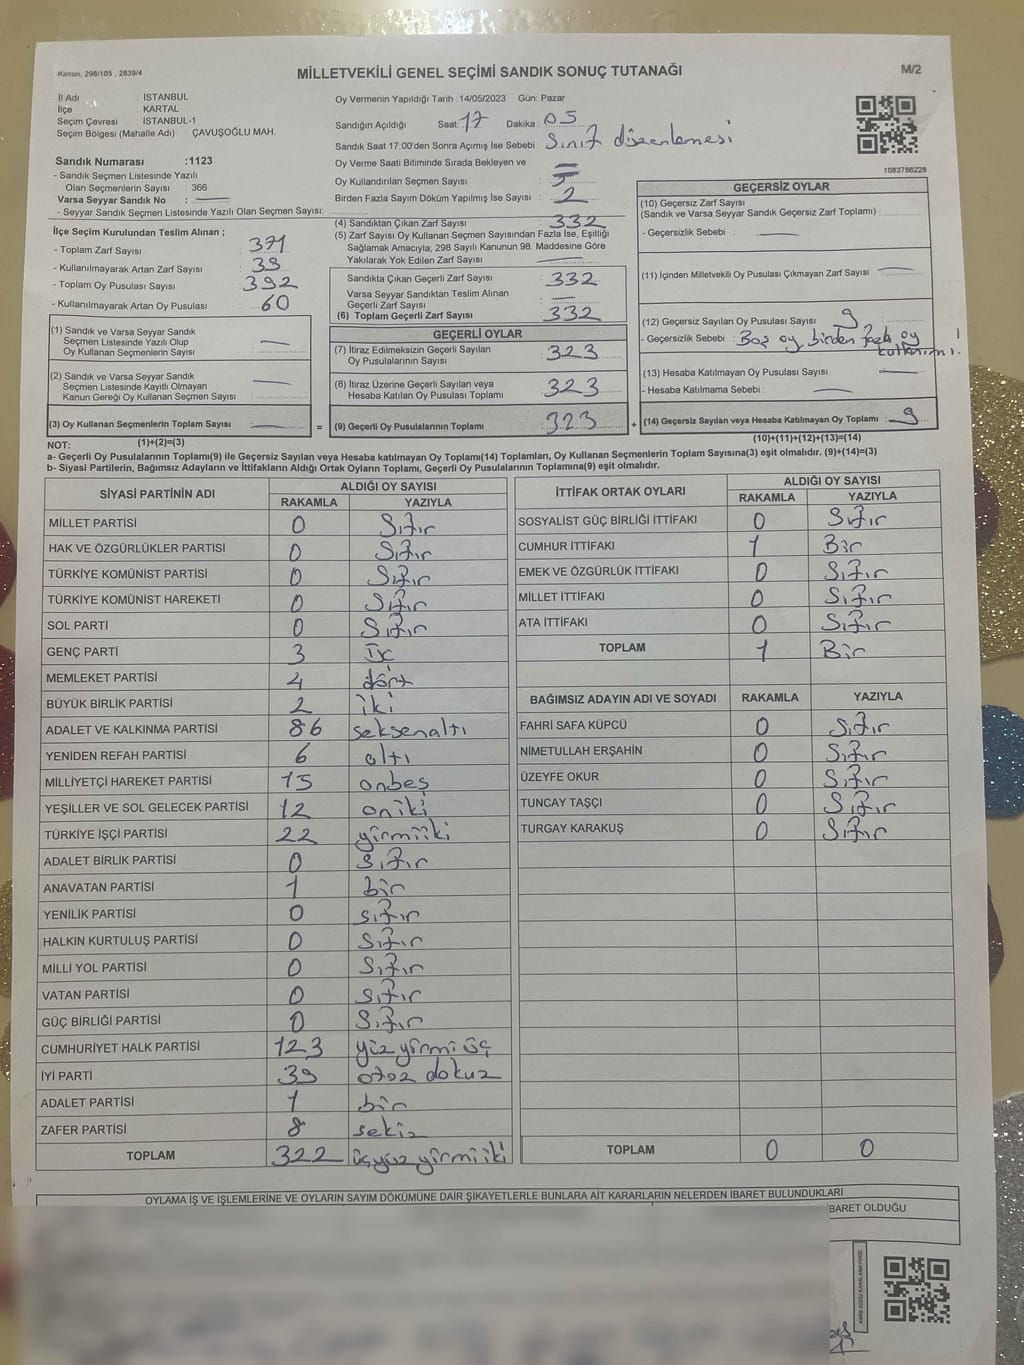 Kanun; 298/105 , 2839/4
MİLLETVEKİLİ GENEL SEÇİMİ SANDIK SONUÇ TUTANAĞI
M/2
İl Adı : İSTANBUL
İlçe : KARTAL
Seçim Çevresi : İSTANBUL-1
Seçim Bölgesi (Mahalle Adı) : ÇAVUŞOĞLU MAH.
Sandık Numarası :1123
- Sandık Seçmen Listesinde Yazılı
Olan Seçmenlerin Sayısı : 366
Varsa Seyyar Sandık No :
- Seyyar Sandık Seçmen Listesinde Yazılı Olan Seçmen Sayısı:
İlçe Seçim Kurulundan Teslim Alınan ;
- Toplam Zarf Sayısı : 371
- Kullanılmayarak Artan Zarf Sayısı : 39
- Toplam Oy Pusulası Sayısı : 392
- Kullanılmayarak Artan Oy Pusulası : 60
(1) Sandık ve Varsa Seyyar Sandık
Seçmen Listesinde Yazılı Olup
Oy Kullanan Seçmenlerin Sayısı :
(2) Sandık ve Varsa Seyyar Sandık
Seçmen Listesinde Kayıtlı Olmayan
Kanun Gereği Oy Kullanan Seçmen Sayısı :
(3) Oy Kullanan Seçmenlerin Toplam Sayısı :
Oy Vermenin Yapıldığı Tarih :14/05/2023 Gün: Pazar
Sandığın Açıldığı Saat: 17 Dakika : 05
Sandık Saat 17:00'den Sonra Açımış İse Sebebi : Sınıf düzenlemesi
Oy Verme Saati Bitiminde Sırada Bekleyen ve
Oy Kullandırılan Seçmen Sayısı :
Birden Fazla Sayım Döküm Yapılmış İse Sayısı : 2
(4) Sandıktan Çıkan Zarf Sayısı : 332
(5) Zarf Sayısı Oy Kullanan Seçmen Sayısından Fazla İse, Eşitliği
Sağlamak Amacıyla; 298 Sayılı Kanunun 98. Maddesine Göre
Yakılarak Yok Edilen Zarf Sayısı :
Sandıkta Çıkan Geçerli Zarf Sayısı : 332
Varsa Seyyar Sandıktan Teslim Alınan
Geçerli Zarf Sayısı :
(6) Toplam Geçerli Zarf Sayısı : 332
GEÇERLİ OYLAR
(7) İtiraz Edilmeksizin Geçerli Sayılan
Oy Pusulalarının Sayısı : 323
(8) İtiraz Üzerine Geçerli Sayılan veya
Hesaba Katılan Oy Pusulası Toplamı : 323
= (9) Geçerli Oy Pusulalarının Toplamı : 323 +
1083786228
GEÇERSİZ OYLAR
(10) Geçersiz Zarf Sayısı
(Sandık ve Varsa Seyyar Sandık Geçersiz Zarf Toplamı) :
- Geçersizlik Sebebi :
(11) İçinden Milletvekili Oy Pusulası Çıkmayan Zarf Sayısı :
(12) Geçersiz Sayılan Oy Pusulası Sayısı : 9
- Geçersizlik Sebebi : Boş oy, birden fazla oy
kullanımı.
(13) Hesaba Katılmayan Oy Pusulası Sayısı :
- Hesaba Katılmama Sebebi :
(14) Geçersiz Sayılan veya Hesaba Katılmayan Oy Toplamı : 9
NOT: (1)+(2)=(3)
(10)+(11)+(12)+(13)=(14)
a- Geçerli Oy Pusulalarının Toplamı(9) ile Geçersiz Sayılan veya Hesaba katılmayan Oy Toplamı(14) Toplamları, Oy Kullanan Seçmenlerin Toplam Sayısına(3) eşit olmalıdır. (9)+(14)=(3)
b- Siyasi Partilerin, Bağımsız Adayların ve İttifakların Aldığı Ortak Oyların Toplamı, Geçerli Oy Pusulalarının Toplamına(9) eşit olmalıdır.
SİYASİ PARTİNİN ADI ALDIĞI OY SAYISI
RAKAMLA YAZIYLA
MİLLET PARTİSİ 0 Sıfır
HAK VE ÖZGÜRLÜKLER PARTİSİ 0 Sıfır
TÜRKİYE KOMÜNİST PARTİSİ 0 Sıfır
TÜRKİYE KOMÜNİST HAREKETİ 0 Sıfır
SOL PARTİ 0 Sıfır
GENÇ PARTİ 3 Üç
MEMLEKET PARTİSİ 4 dört
BÜYÜK BİRLİK PARTİSİ 2 iki
ADALET VE KALKINMA PARTİSİ 86 seksenaltı
YENİDEN REFAH PARTİSİ 6 altı
MİLLİYETÇİ HAREKET PARTİSİ 15 onbeş
YEŞİLLER VE SOL GELECEK PARTİSİ 12 oniki
TÜRKİYE İŞÇİ PARTİSİ 22 yirmiiki
ADALET BİRLİK PARTİSİ 0 sıfır
ANAVATAN PARTİSİ 1 bir
YENİLİK PARTİSİ 0 sıfır
HALKIN KURTULUŞ PARTİSİ 0 sıfır
MİLLİ YOL PARTİSİ 0 sıfır
VATAN PARTİSİ 0 sıfır
GÜÇ BİRLİĞİ PARTİSİ 0 sıfır
CUMHURİYET HALK PARTİSİ 123 yüz yirmi üç
İYİ PARTİ 39 otuz dokuz
ADALET PARTİSİ 1 bir
ZAFER PARTİSİ 8 sekiz
TOPLAM 322 üçyüz yirmi iki
İTTİFAK ORTAK OYLARI ALDIĞI OY SAYISI
RAKAMLA YAZIYLA
SOSYALİST GÜÇ BİRLİĞİ İTTİFAKI 0 Sıfır
CUMHUR İTTİFAKI 1 Bir
EMEK VE ÖZGÜRLÜK İTTİFAKI 0 Sıfır
MİLLET İTTİFAKI 0 Sıfır
ATA İTTİFAKI 0 Sıfır
TOPLAM 1 Bir
BAĞIMSIZ ADAYIN ADI VE SOYADI RAKAMLA YAZIYLA
FAHRİ SAFA KÜPCÜ 0 Sıfır
NİMETULLAH ERŞAHİN 0 Sıfır
ÜZEYFE OKUR 0 Sıfır
TUNCAY TAŞÇI 0 Sıfır
TURGAY KARAKUŞ 0 Sıfır
TOPLAM 0 0
OYLAMA İŞ VE İŞLEMLERİNE VE OYLARIN SAYIM DÖKÜMÜNE DAİR ŞİKAYETLERLE BUNLARA AİT KARARLARIN NELERDEN İBARET BULUNDUKLARI
BARET OLDUĞU